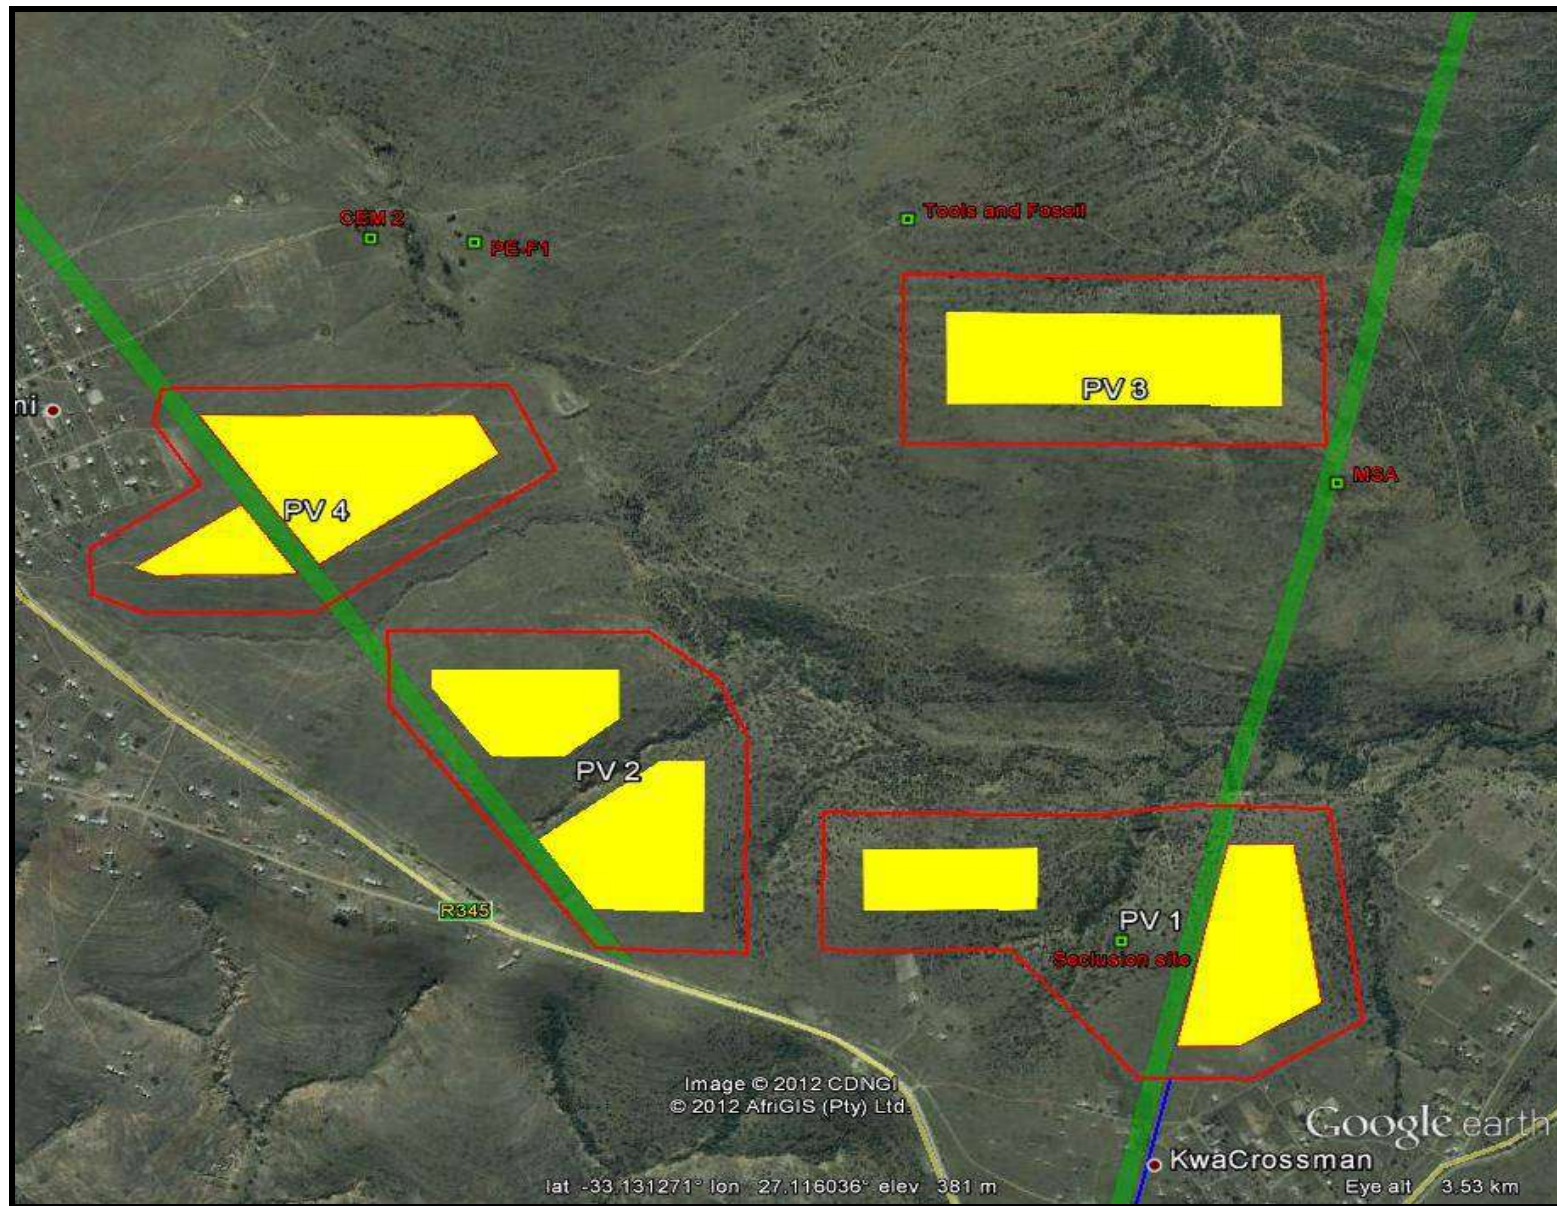 CEM 2
PE-F1
Tools and Fossil
PV 3
ni
PV 4
MSA
PV 2
R345
PV 1
Seclusion site
Image © 2012 CDNGI
© 2012 AfriGIS (Pty) Ltd.
Google earth
KwaCrossman
lat -33.131271° lon 27.116036° elev 381 m
Eye alt 3.53 km